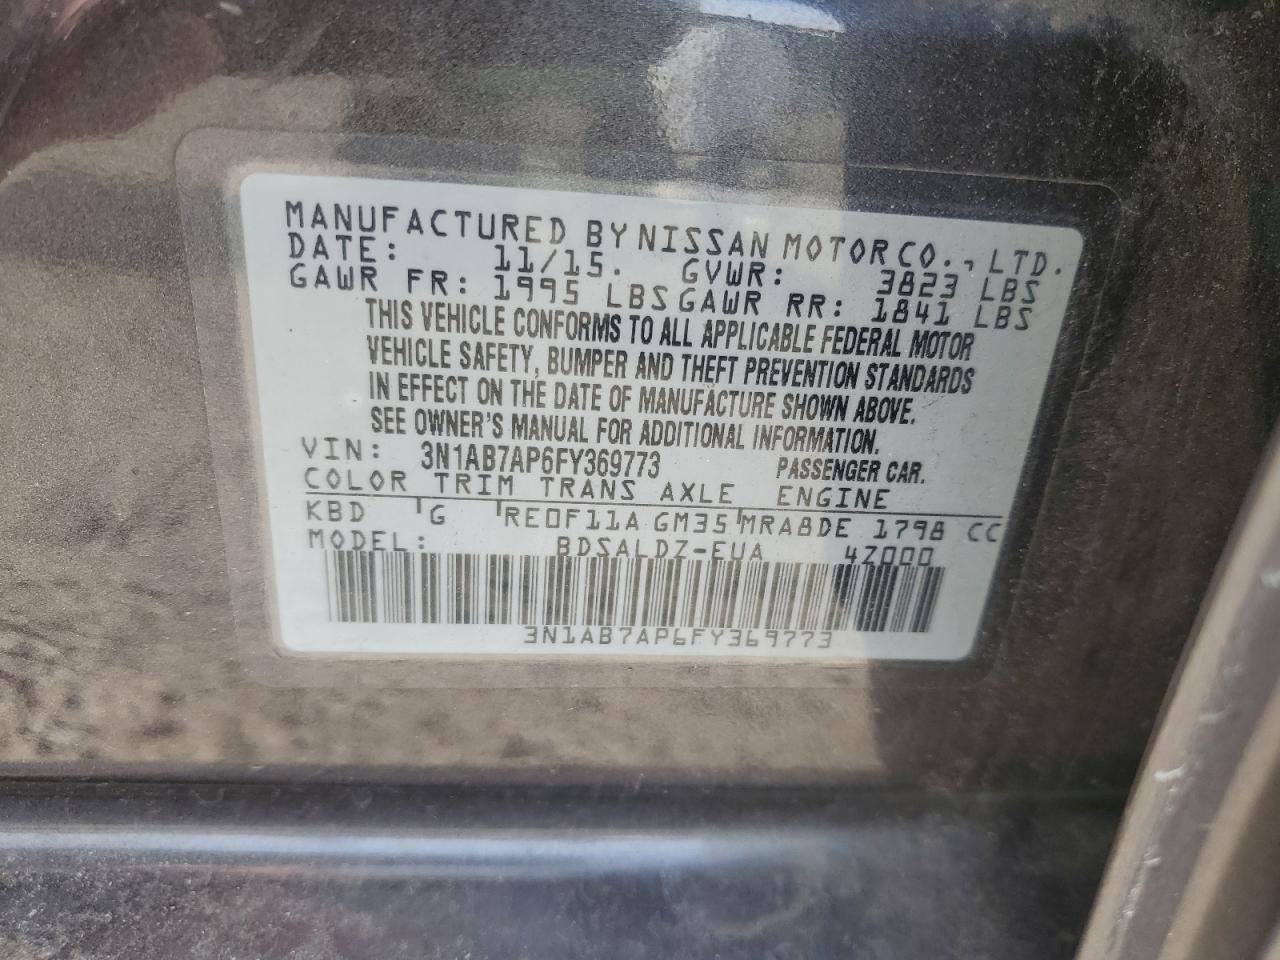 MANUFACTURED BY NISSAN MOTOR CO., LTD.
DATE: 11/15. GVWR: 3823 LBS
GAWR FR: 1995 LBS GAWR RR: 1841 LBS
THIS VEHICLE CONFORMS TO ALL APPLICABLE FEDERAL MOTOR
VEHICLE SAFETY, BUMPER AND THEFT PREVENTION STANDARDS
IN EFFECT ON THE DATE OF MANUFACTURE SHOWN ABOVE.
SEE OWNER'S MANUAL FOR ADDITIONAL INFORMATION.
VIN: 3N1AB7AP6FY369773 PASSENGER CAR.
COLOR TRIM TRANS AXLE ENGINE
KBD G RE0F11A GM35 MRA8DE 1798 CC
MODEL: BDSALDZ-EUA 4Z000
3N1AB7AP6FY369773